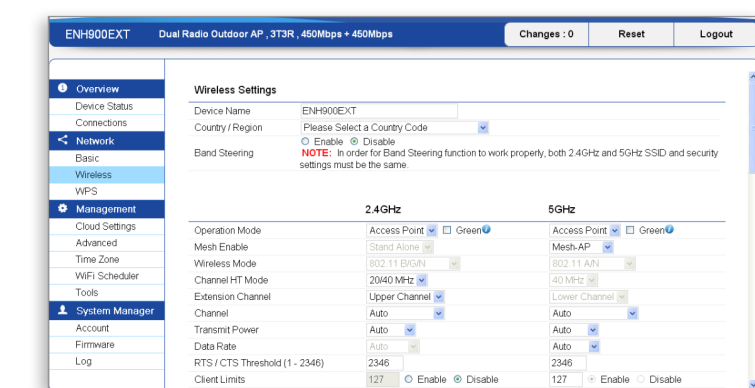 ENH900EXT Dual Radio Outdoor AP , 3T3R , 450Mbps + 450Mbps Changes : 0 Reset Logout
Overview
Device Status
Connections
Network
Basic
Wireless
WPS
Management
Cloud Settings
Advanced
Time Zone
WiFi Scheduler
Tools
System Manager
Account
Firmware
Log
Wireless Settings
Device Name ENH900EXT
Country / Region Please Select a Country Code
Band Steering Enable Disable
NOTE: In order for Band Steering function to work properly, both 2.4GHz and 5GHz SSID and security
settings must be the same.
2.4GHz 5GHz
Operation Mode Access Point Green Access Point Green
Mesh Enable Stand Alone Mesh-AP
Wireless Mode 802.11 B/G/N 802.11 A/N
Channel HT Mode 20/40 MHz 40 MHz
Extension Channel Upper Channel Lower Channel
Channel Auto Auto
Transmit Power Auto Auto
Data Rate Auto Auto
RTS / CTS Threshold (1 - 2346) 2346 2346
Client Limits 127 Enable Disable 127 Enable Disable